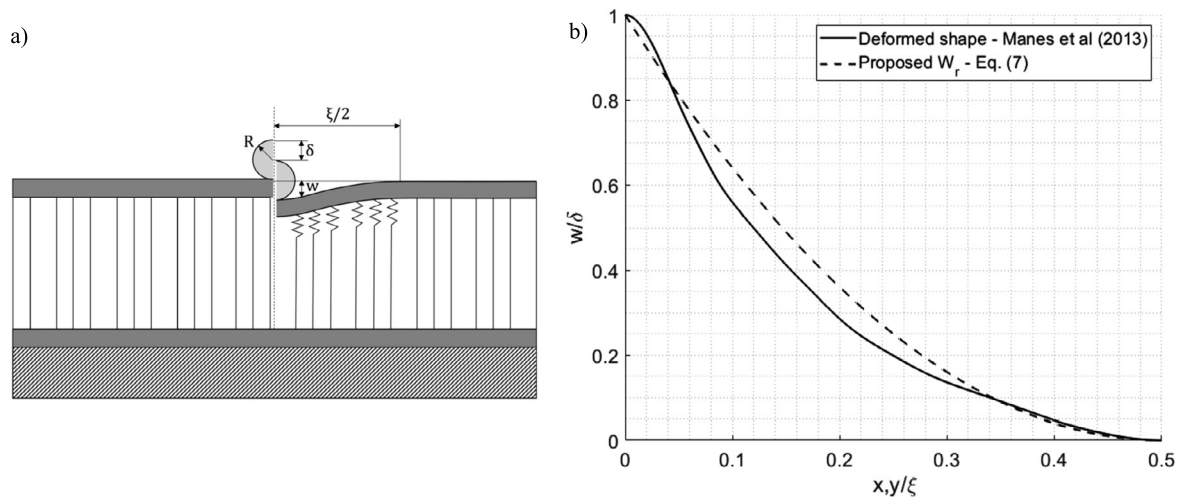 a)
ξ/2
R
δ
w
b)
Deformed shape - Manes et al (2013)
Proposed W_r - Eq. (7)
1
0.8
0.6
0.4
0.2
0
w/δ
0 0.1 0.2 0.3 0.4 0.5
x,y/ξ